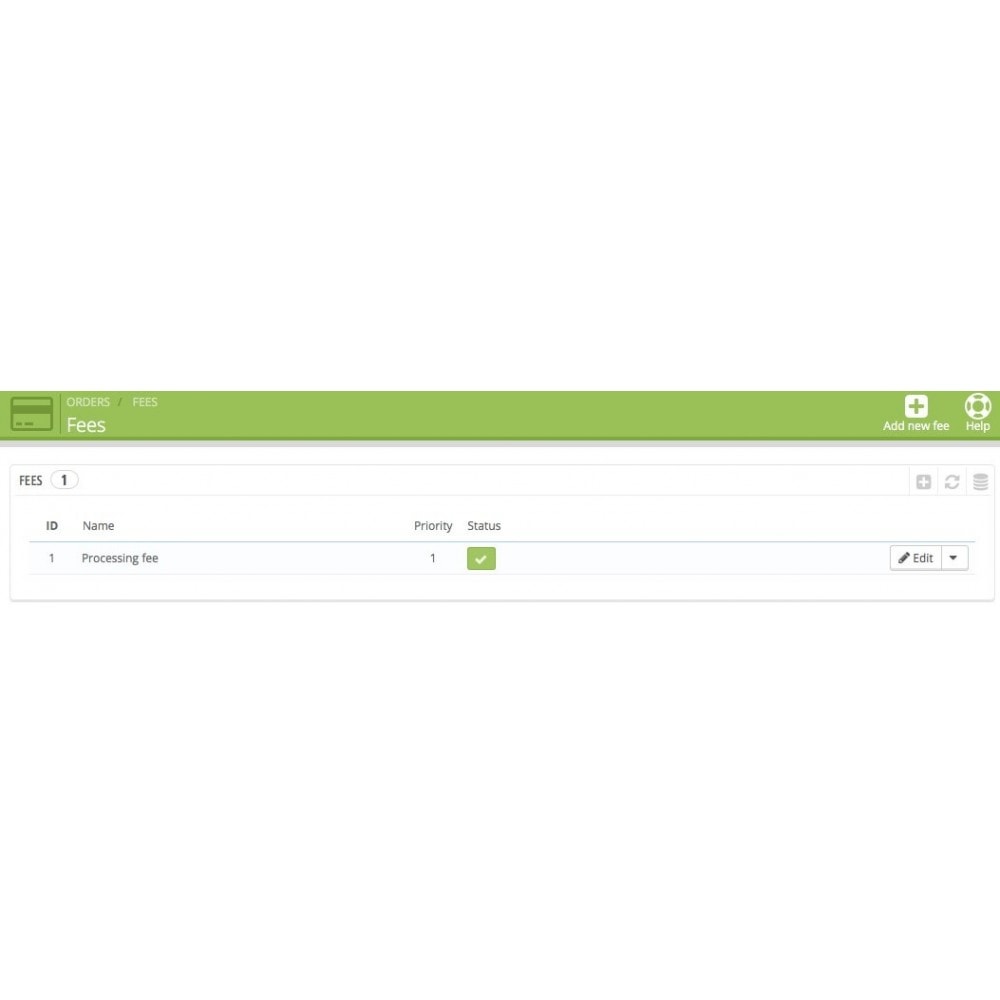 ORDERS / FEES
Fees
Add new fee
Help
FEES 1
ID Name Priority Status
1 Processing fee 1 Edit